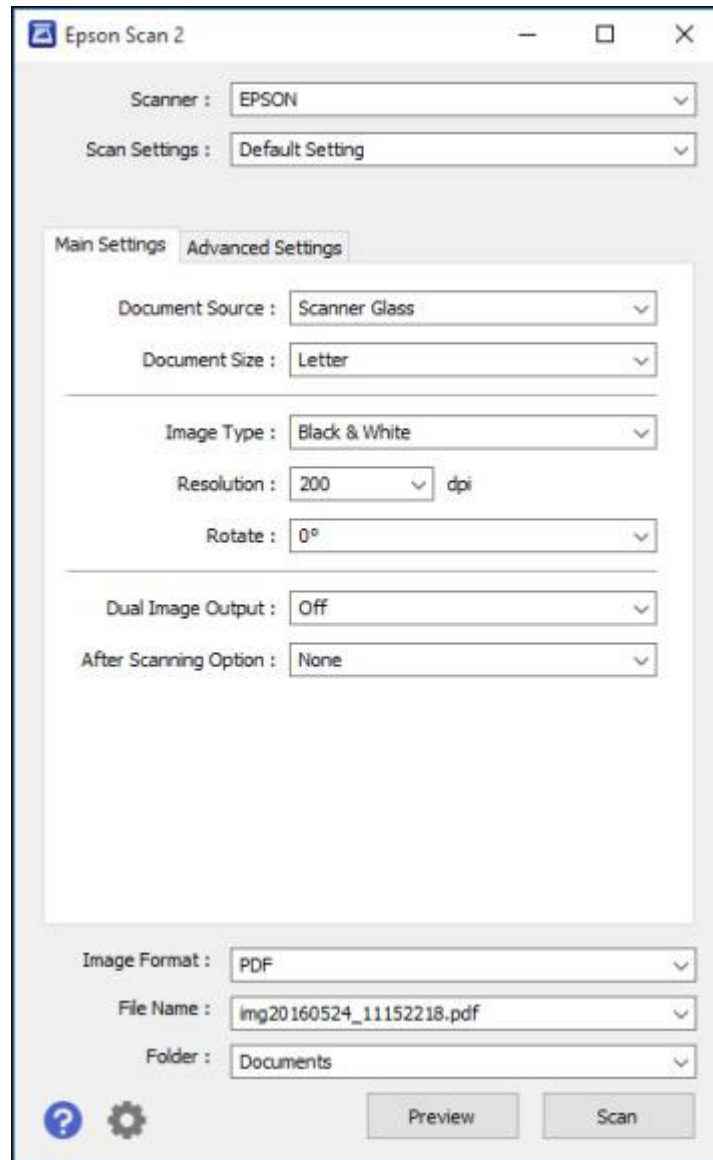 Epson Scan 2
Scanner : EPSON
Scan Settings : Default Setting
Main Settings Advanced Settings
Document Source : Scanner Glass
Document Size : Letter
Image Type : Black & White
Resolution : 200 dpi
Rotate : 0°
Dual Image Output : Off
After Scanning Option : None
Image Format : PDF
File Name : img20160524_11152218.pdf
Folder : Documents
? Preview Scan